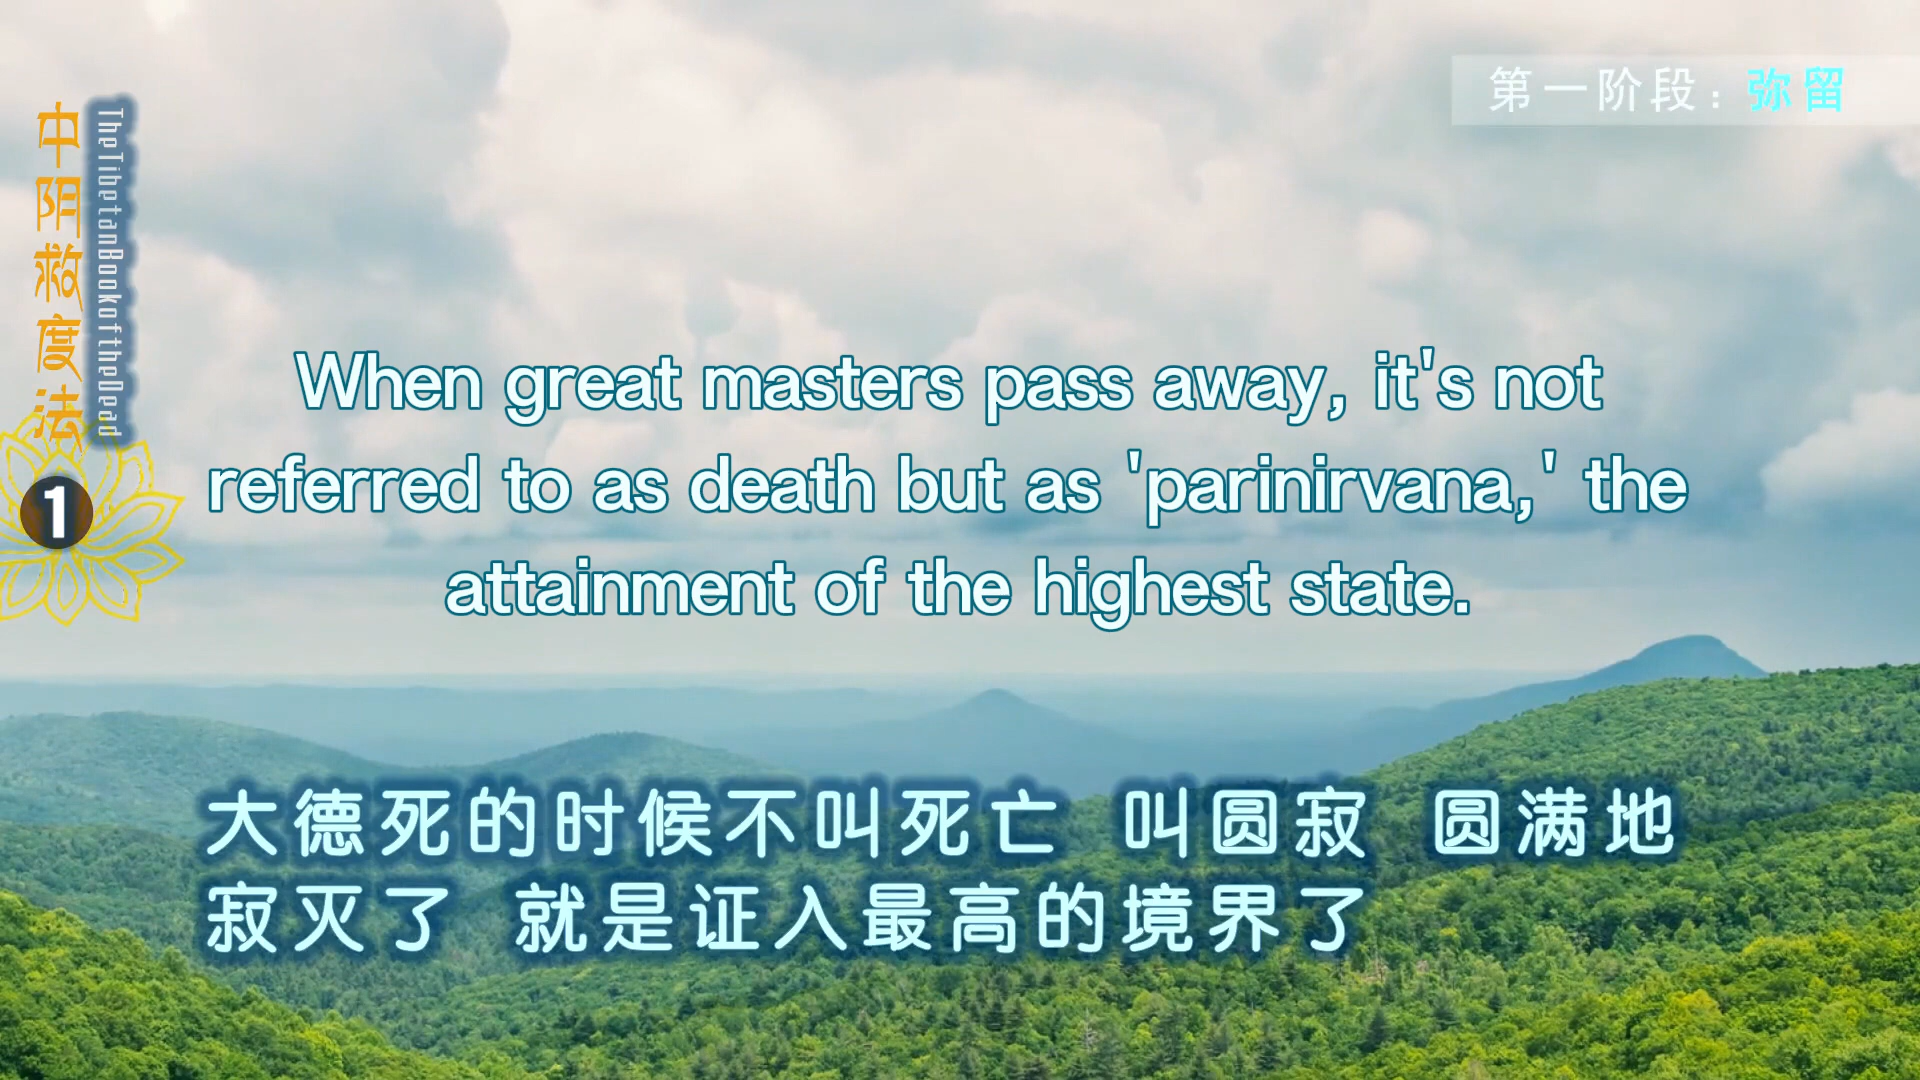 第一阶段：弥留
中阴救度法
TheTibetanBookoftheDead
1
When great masters pass away, it's not
referred to as death but as 'parinirvana,' the
attainment of the highest state.
大德死的时候不叫死亡 叫圆寂 圆满地
寂灭了 就是证入最高的境界了